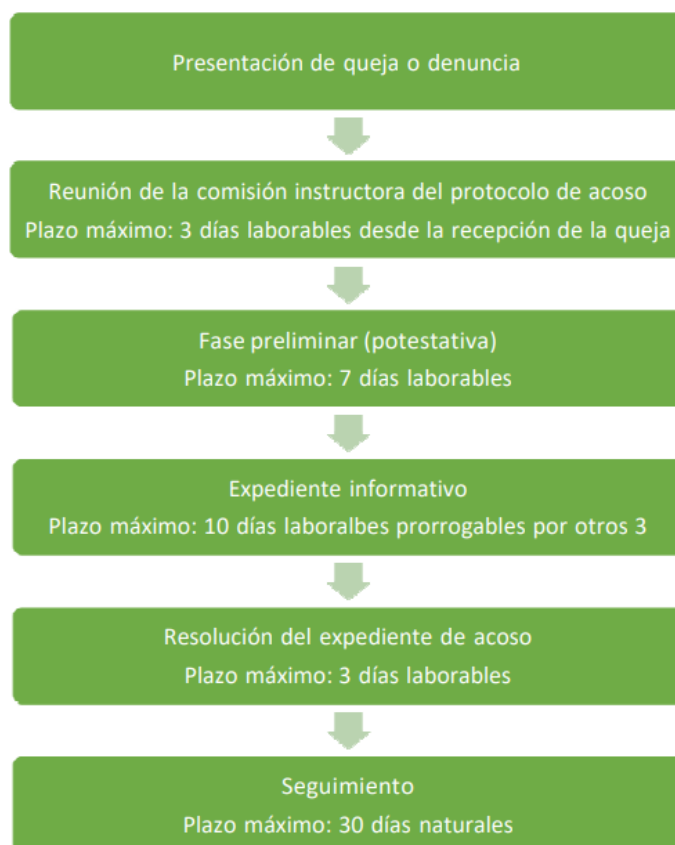 Presentación de queja o denuncia
Reunión de la comisión instructora del protocolo de acoso
Plazo máximo: 3 días laborables desde la recepción de la queja
Fase preliminar (potestativa)
Plazo máximo: 7 días laborables
Expediente informativo
Plazo máximo: 10 días laboralbes prorrogables por otros 3
Resolución del expediente de acoso
Plazo máximo: 3 días laborables
Seguimiento
Plazo máximo: 30 días naturales